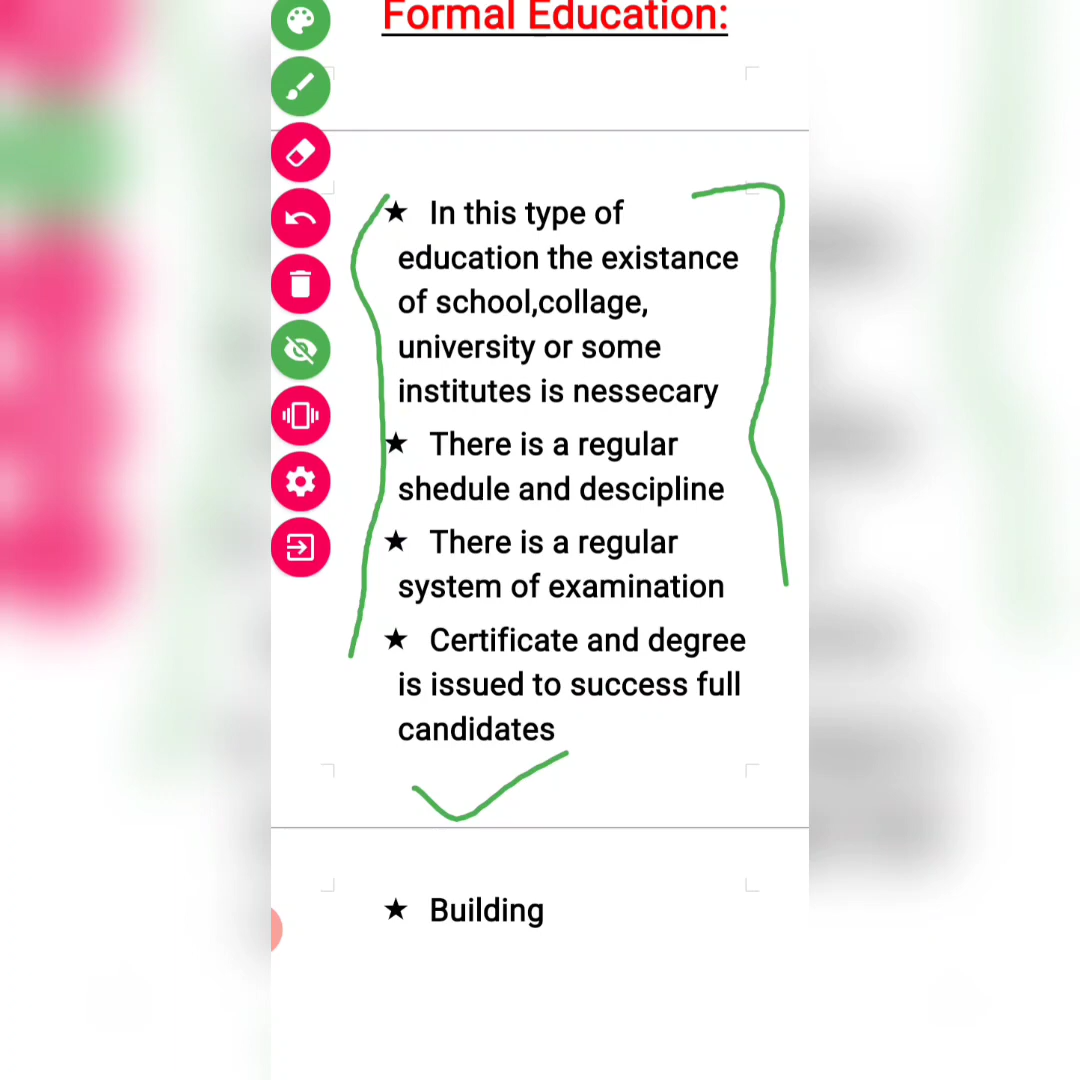 Formal Education:
★ In this type of
education the existance
of school,collage,
university or some
institutes is nessecary
★ There is a regular
shedule and descipline
★ There is a regular
system of examination
★ Certificate and degree
is issued to success full
candidates
★ Building